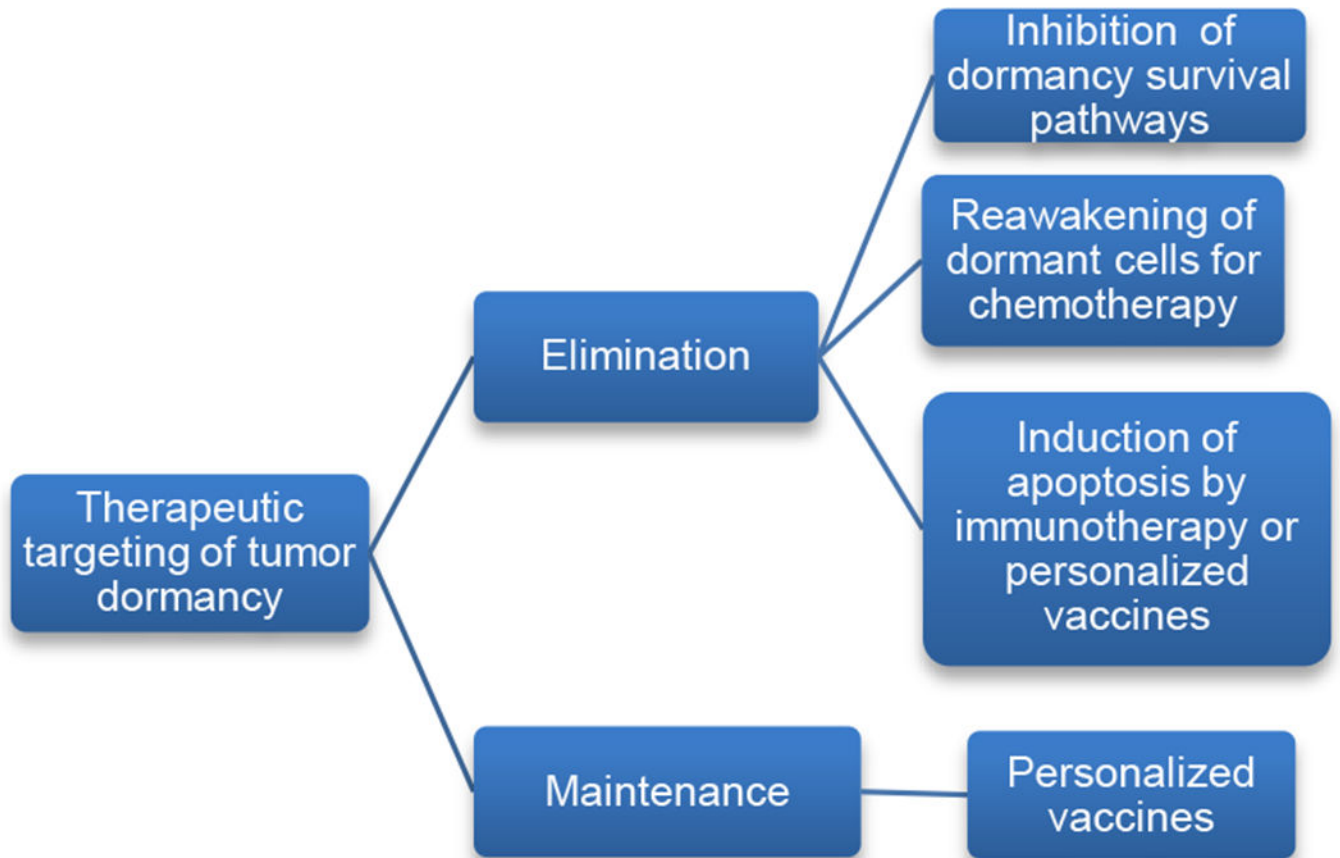 Inhibition of
dormancy survival
pathways
Reawakening of
dormant cells for
chemotherapy
Elimination
Induction of
apoptosis by
immunotherapy or
personalized
vaccines
Therapeutic
targeting of tumor
dormancy
Maintenance
Personalized
vaccines